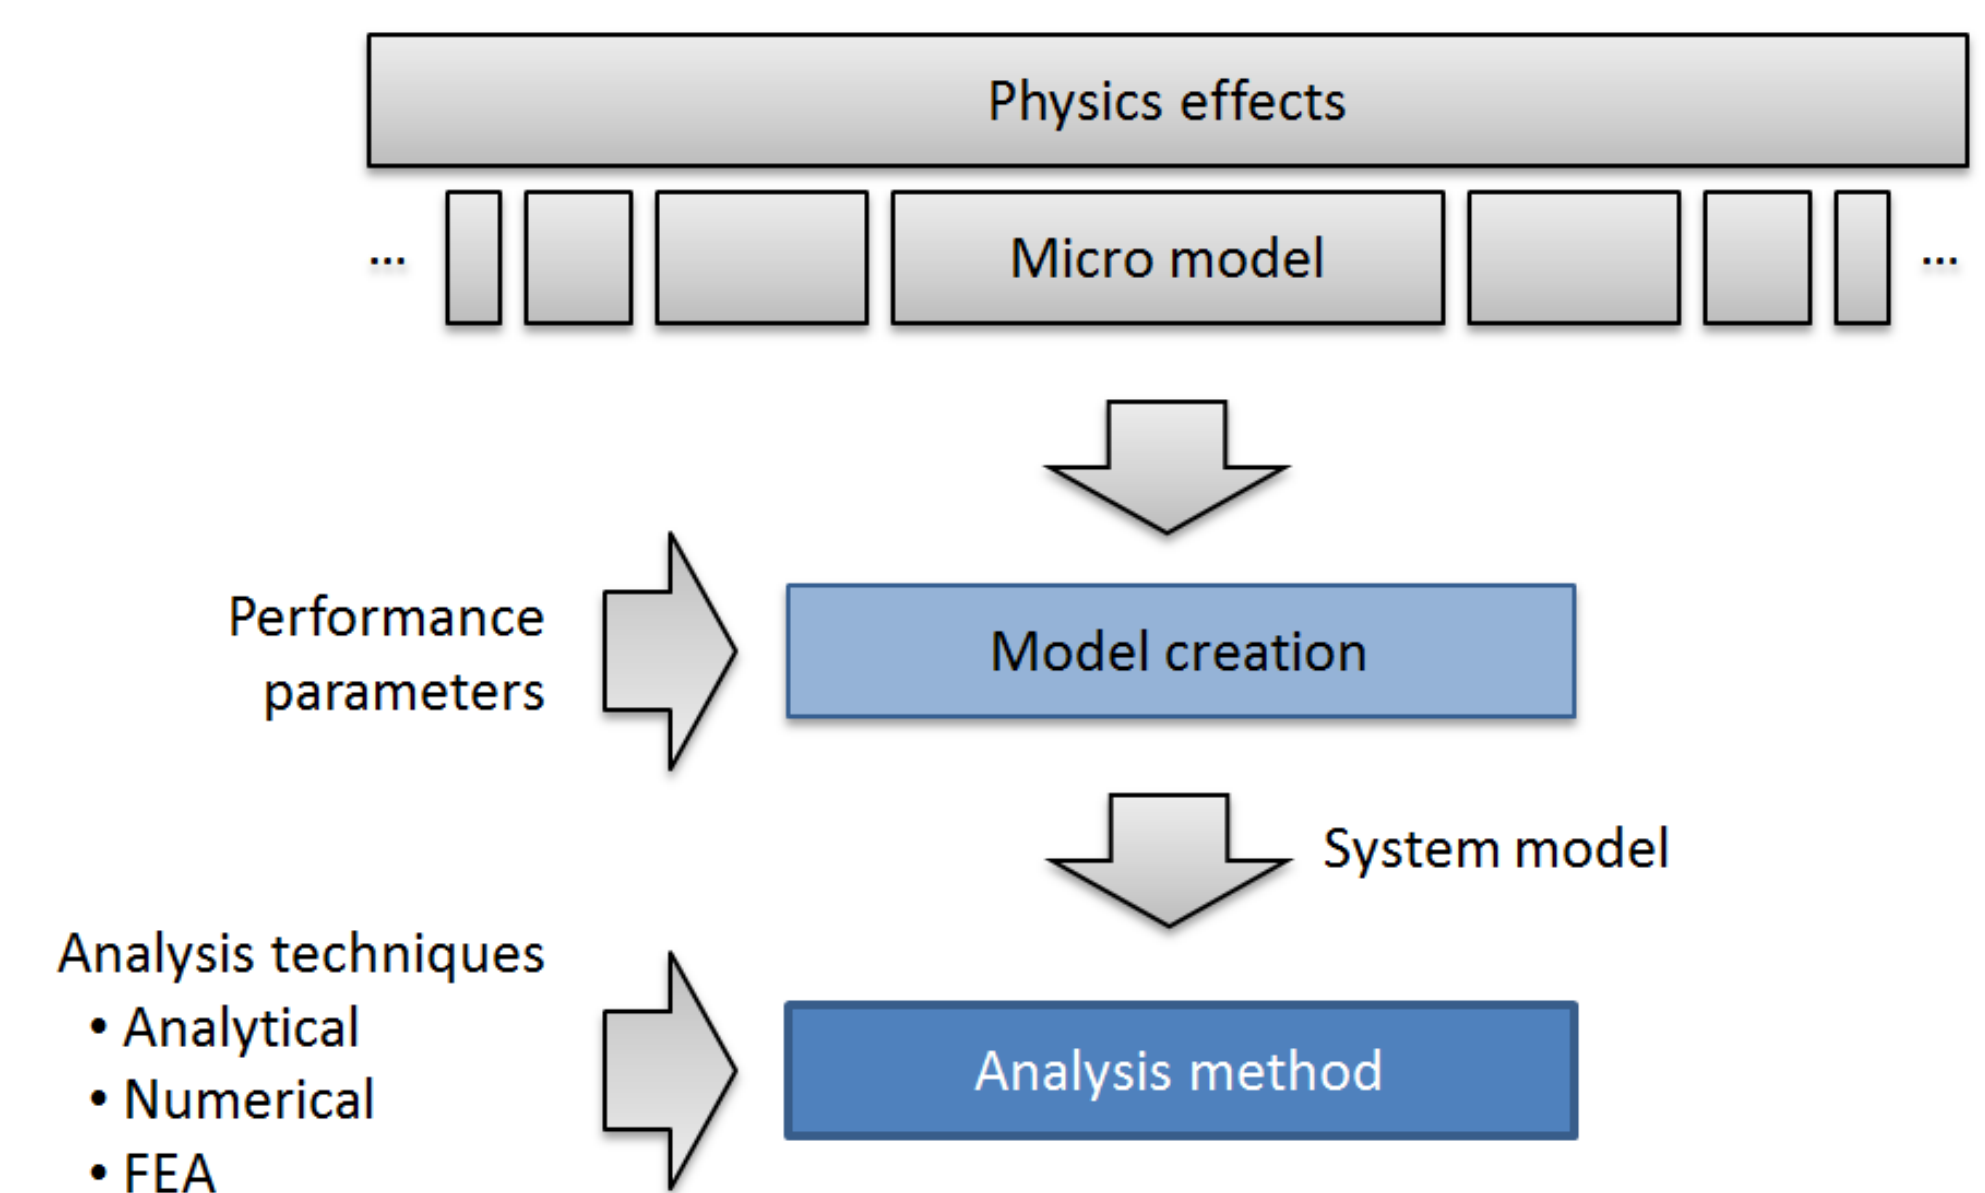 Physics effects
... Micro model ...
Performance
parameters
Model creation
System model
Analysis techniques
• Analytical
• Numerical
• FEA
Analysis method